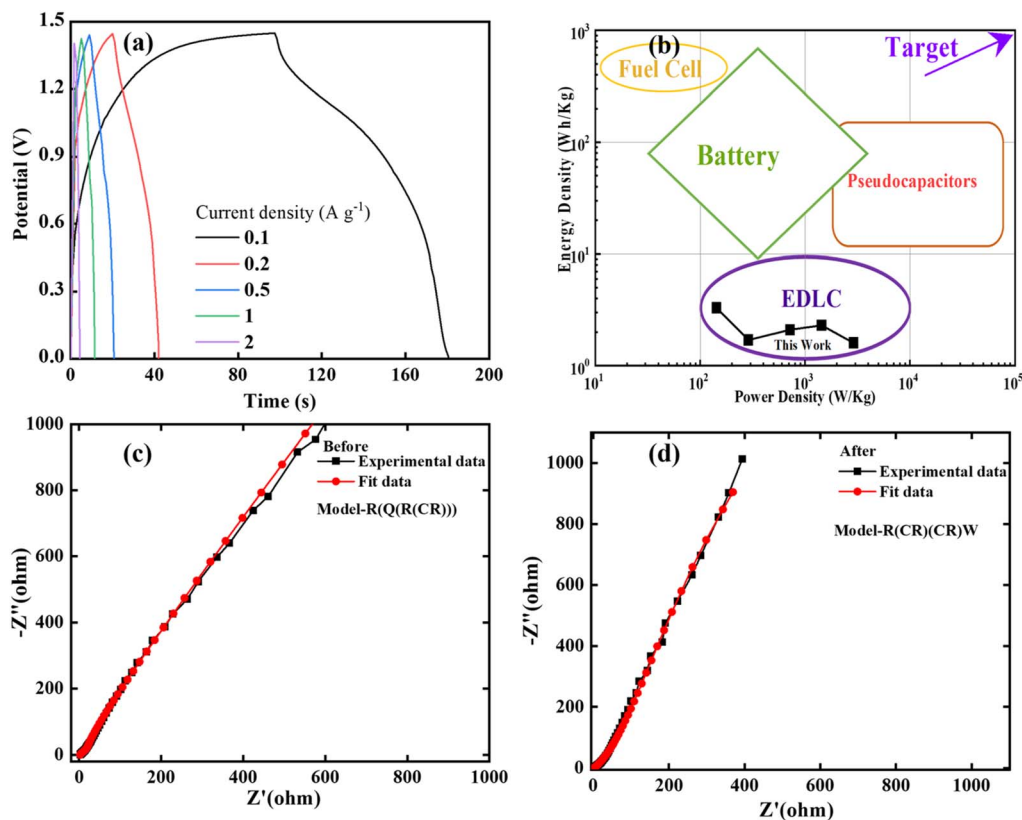 (a)
Potential (V)
1.5
1.2
0.9
0.6
0.3
0.0
Current density (A g⁻¹)
0.1
0.2
0.5
1
2
0 40 80 120 160 200
Time (s)
(b)
Energy Density (Wh/Kg)
10³
10²
10¹
10⁰
Target
Fuel Cell
Battery
Pseudocapacitors
EDLC
This Work
10¹ 10² 10³ 10⁴ 10⁵
Power Density (W/Kg)
(c)
-Z"(ohm)
1000
800
600
400
200
0
Before
Experimental data
Fit data
Model-R(Q(R(CR)))
0 200 400 600 800 1000
Z'(ohm)
(d)
-Z"(ohm)
1000
800
600
400
200
0
After
Experimental data
Fit data
Model-R(CR)(CR)W
0 200 400 600 800 1000
Z'(ohm)